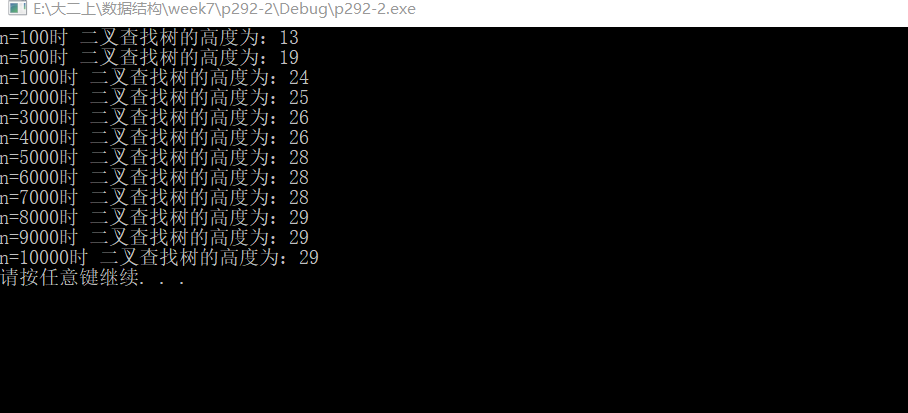 E:\大二上\数据结构\week7\p292-2\Debug\p292-2.exe
n=100时 二叉查找树的高度为: 13
n=500时 二叉查找树的高度为: 19
n=1000时 二叉查找树的高度为: 24
n=2000时 二叉查找树的高度为: 25
n=3000时 二叉查找树的高度为: 26
n=4000时 二叉查找树的高度为: 26
n=5000时 二叉查找树的高度为: 28
n=6000时 二叉查找树的高度为: 28
n=7000时 二叉查找树的高度为: 28
n=8000时 二叉查找树的高度为: 29
n=9000时 二叉查找树的高度为: 29
n=10000时 二叉查找树的高度为: 29
请按任意键继续. . .